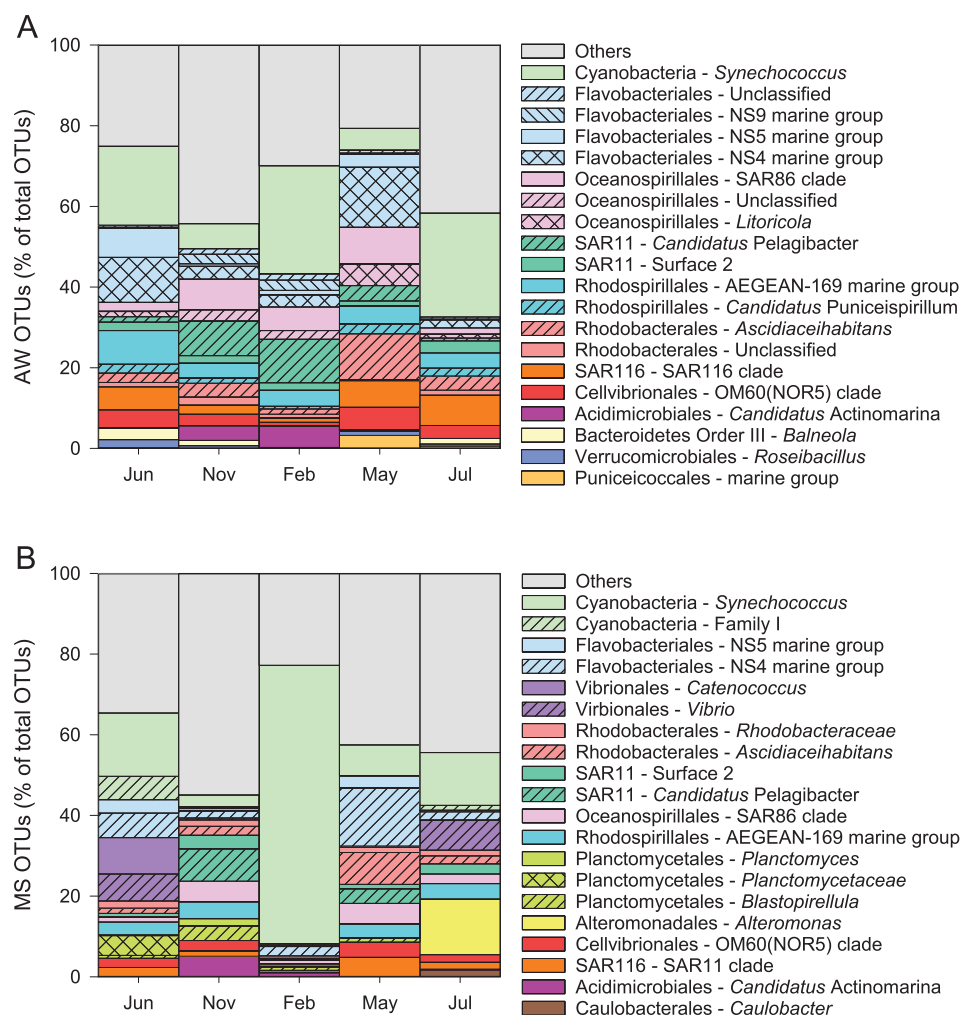 A
AW OTUs (% of total OTUs)
100
80
60
40
20
0
Jun
Nov
Feb
May
Jul
Others
Cyanobacteria - Synechococcus
Flavobacteriales - Unclassified
Flavobacteriales - NS9 marine group
Flavobacteriales - NS5 marine group
Flavobacteriales - NS4 marine group
Oceanospirillales - SAR86 clade
Oceanospirillales - Unclassified
Oceanospirillales - Litoricola
SAR11 - Candidatus Pelagibacter
SAR11 - Surface 2
Rhodospirillales - AEGEAN-169 marine group
Rhodospirillales - Candidatus Puniceispirillum
Rhodobacterales - Ascidiaceihabitans
Rhodobacterales - Unclassified
SAR116 - SAR116 clade
Cellvibrionales - OM60(NOR5) clade
Acidimicrobiales - Candidatus Actinomarina
Bacteroidetes Order III - Balneola
Verrucomicrobiales - Roseibacillus
Puniceicoccales - marine group
B
MS OTUs (% of total OTUs)
100
80
60
40
20
0
Jun
Nov
Feb
May
Jul
Others
Cyanobacteria - Synechococcus
Cyanobacteria - Family I
Flavobacteriales - NS5 marine group
Flavobacteriales - NS4 marine group
Vibrionales - Catenococcus
Virbionales - Vibrio
Rhodobacterales - Rhodobacteraceae
Rhodobacterales - Ascidiaceihabitans
SAR11 - Surface 2
SAR11 - Candidatus Pelagibacter
Oceanospirillales - SAR86 clade
Rhodospirillales - AEGEAN-169 marine group
Planctomycetales - Planctomyces
Planctomycetales - Planctomycetaceae
Planctomycetales - Blastopirellula
Alteromonadales - Alteromonas
Cellvibrionales - OM60(NOR5) clade
SAR116 - SAR11 clade
Acidimicrobiales - Candidatus Actinomarina
Caulobacterales - Caulobacter